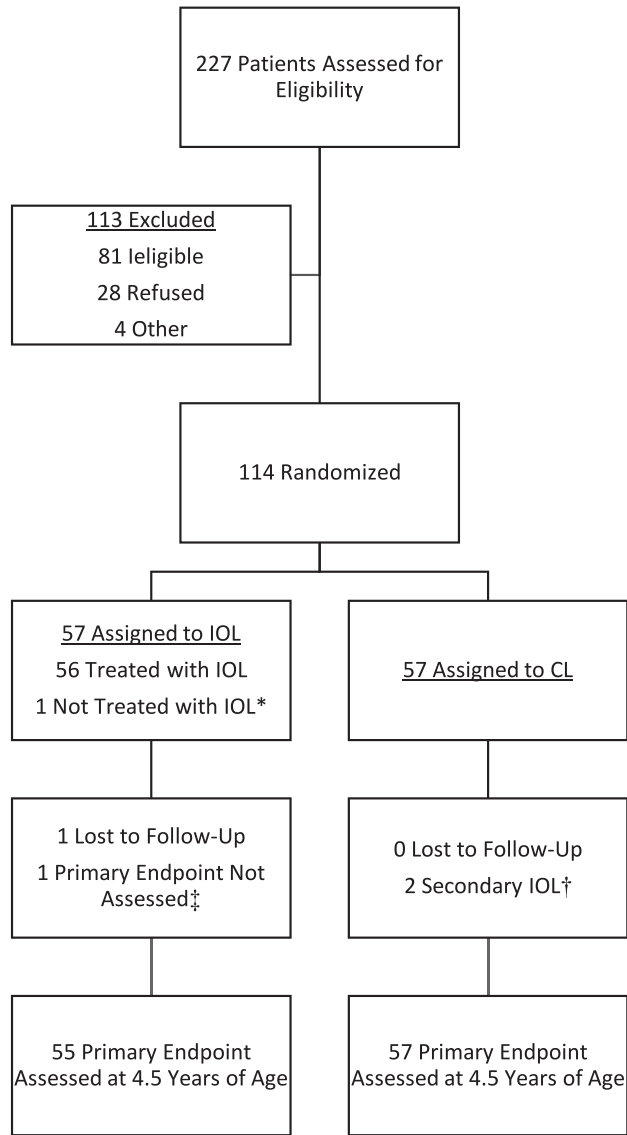 227 Patients Assessed for
Eligibility
113 Excluded
81 Ieligible
28 Refused
4 Other
114 Randomized
57 Assigned to IOL
56 Treated with IOL
1 Not Treated with IOL*
57 Assigned to CL
1 Lost to Follow-Up
1 Primary Endpoint Not
Assessed‡
0 Lost to Follow-Up
2 Secondary IOL†
55 Primary Endpoint
Assessed at 4.5 Years of Age
57 Primary Endpoint
Assessed at 4.5 Years of Age